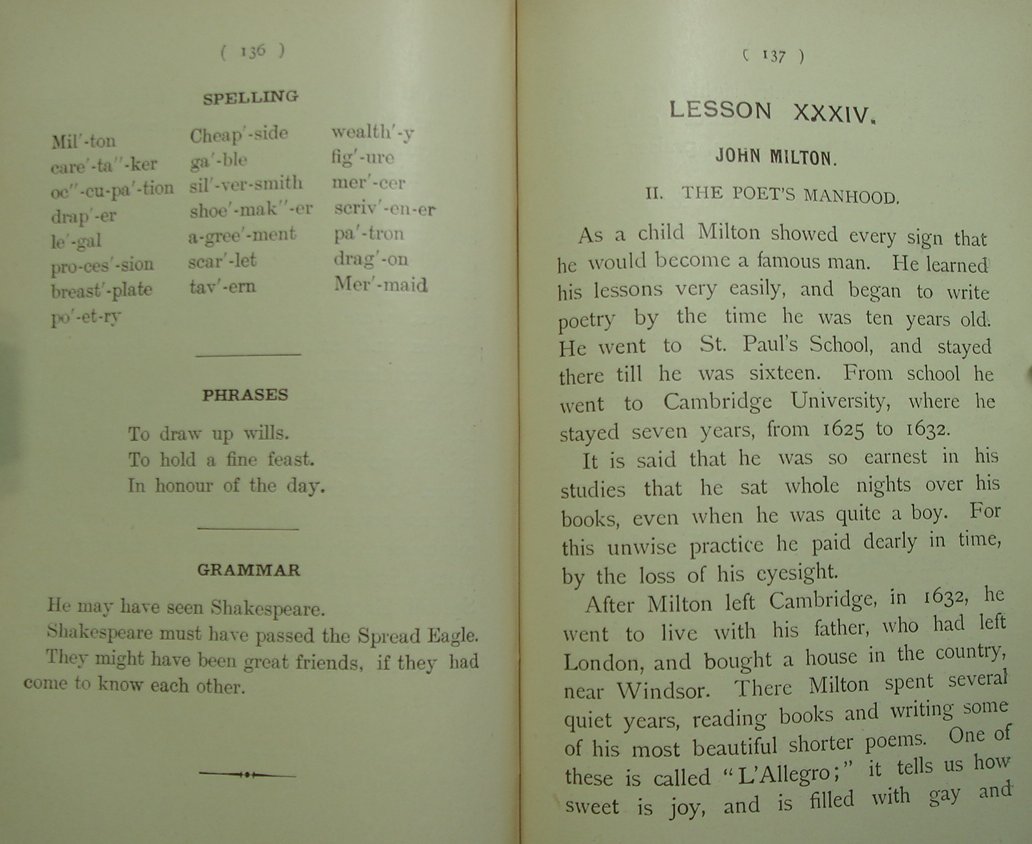 ( 136 )
SPELLING
Mil′-ton Cheap′-side wealth′-y
care′-ta″-ker ga′-ble fig′-ure
oc″-cu-pa′-tion sil′-ver-smith mer′-cer
drap′-er shoe′-mak″-er scriv′-en-er
le′-gal a-gree′-ment pa′-tron
pro-ces′-sion scar′-let drag′-on
breast′-plate tav′-ern Mer′-maid
po′-et-ry
PHRASES
To draw up wills.
To hold a fine feast.
In honour of the day.
GRAMMAR
He may have seen Shakespeare.
Shakespeare must have passed the Spread Eagle.
They might have been great friends, if they had
come to know each other.
( 137 )
LESSON XXXIV.
JOHN MILTON.
II. THE POET'S MANHOOD.
As a child Milton showed every sign that
he would become a famous man. He learned
his lessons very easily, and began to write
poetry by the time he was ten years old.
He went to St. Paul's School, and stayed
there till he was sixteen. From school he
went to Cambridge University, where he
stayed seven years, from 1625 to 1632.
It is said that he was so earnest in his
studies that he sat whole nights over his
books, even when he was quite a boy. For
this unwise practice he paid dearly in time,
by the loss of his eyesight.
After Milton left Cambridge, in 1632, he
went to live with his father, who had left
London, and bought a house in the country,
near Windsor. There Milton spent several
quiet years, reading books and writing some
of his most beautiful shorter poems. One of
these is called "L'Allegro;" it tells us how
sweet is joy, and is filled with gay and